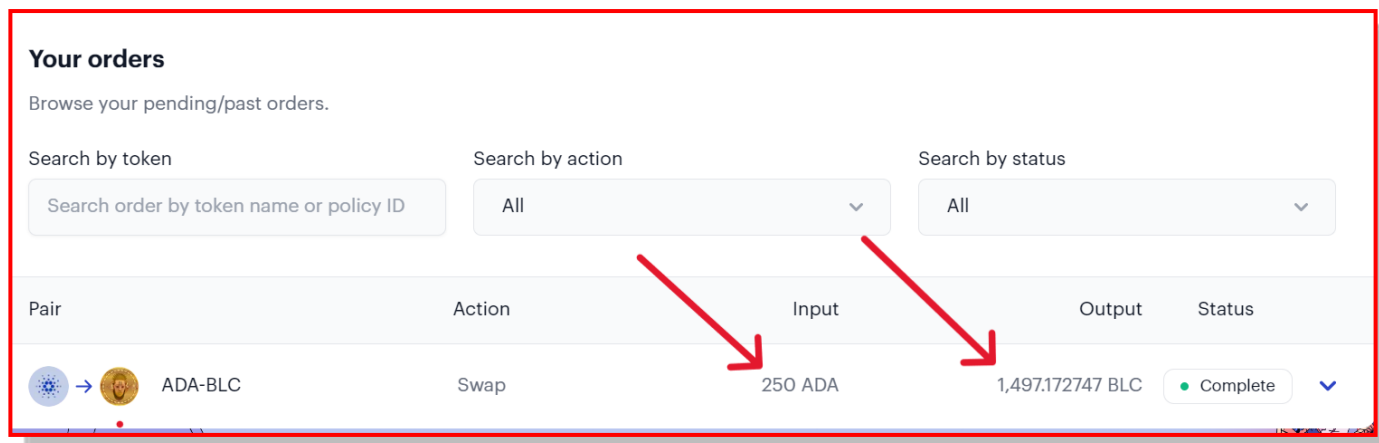 Your orders
Browse your pending/past orders.
Search by token Search by action Search by status
Search order by token name or policy ID All All
Pair Action Input Output Status
ADA-BLC Swap 250 ADA 1,497.172747 BLC Complete